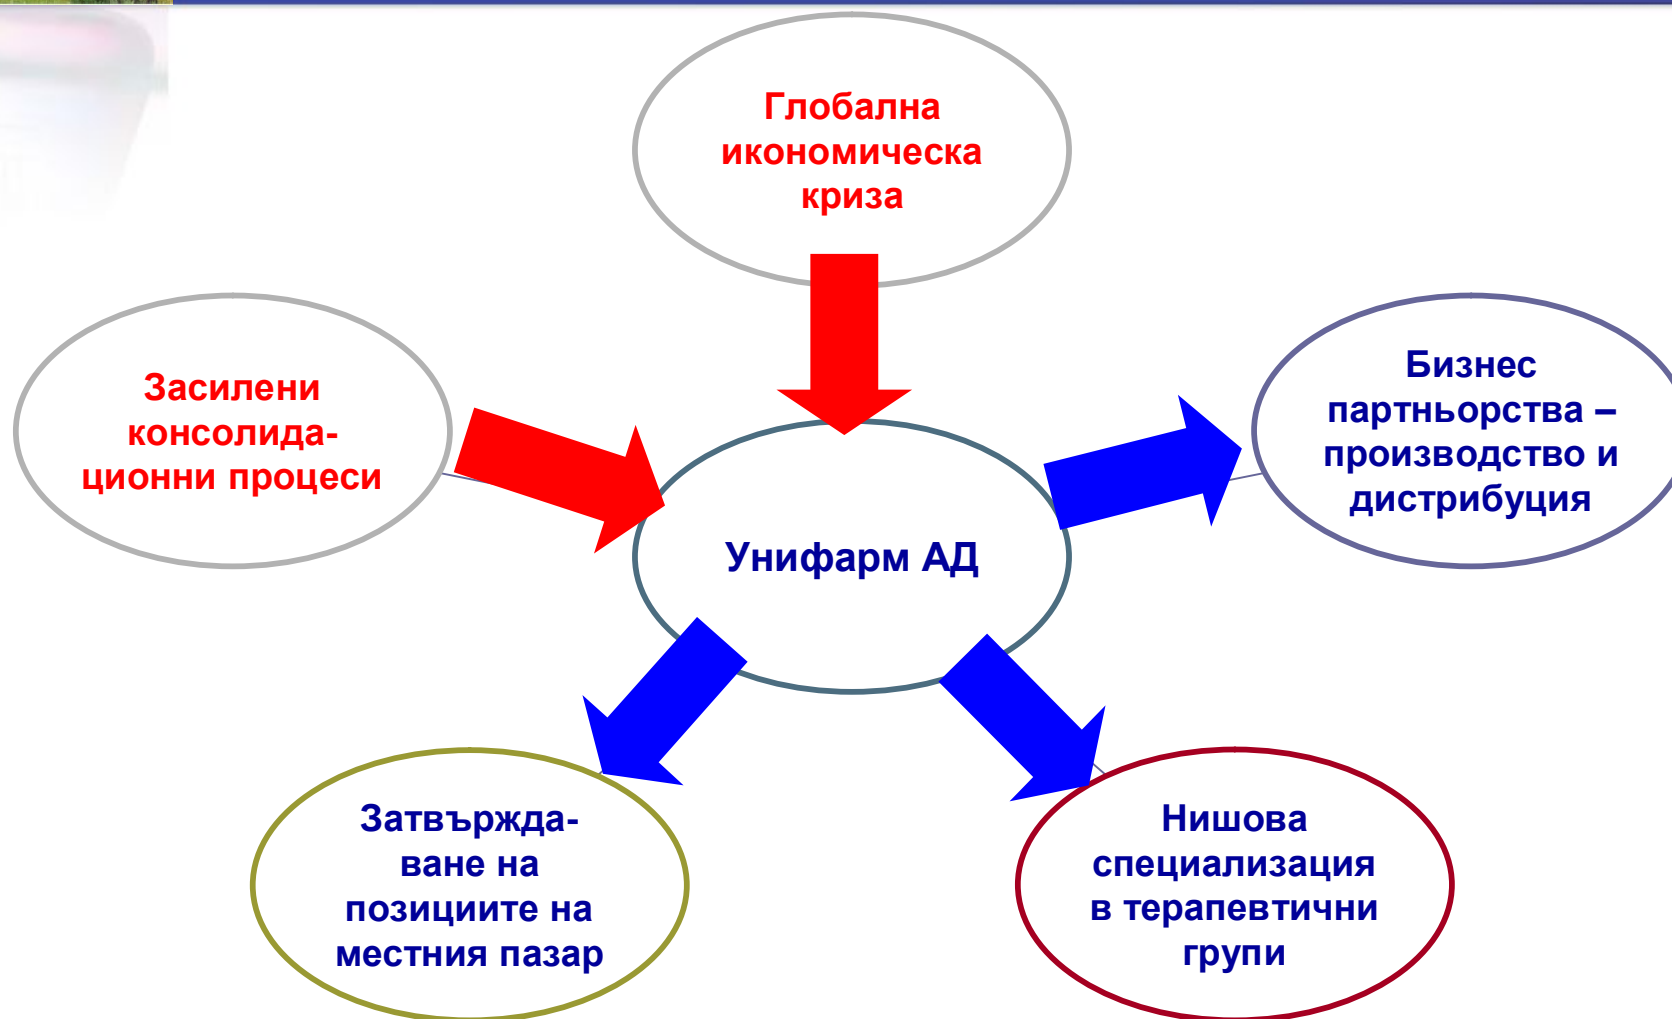 Глобална
икономическа
криза
Засилени
консолида-
ционни процеси
Бизнес
партньорства –
производство и
дистрибуция
Унифарм АД
Затвържда-
ване на
позициите на
местния пазар
Нишова
специализация
в терапевтични
групи